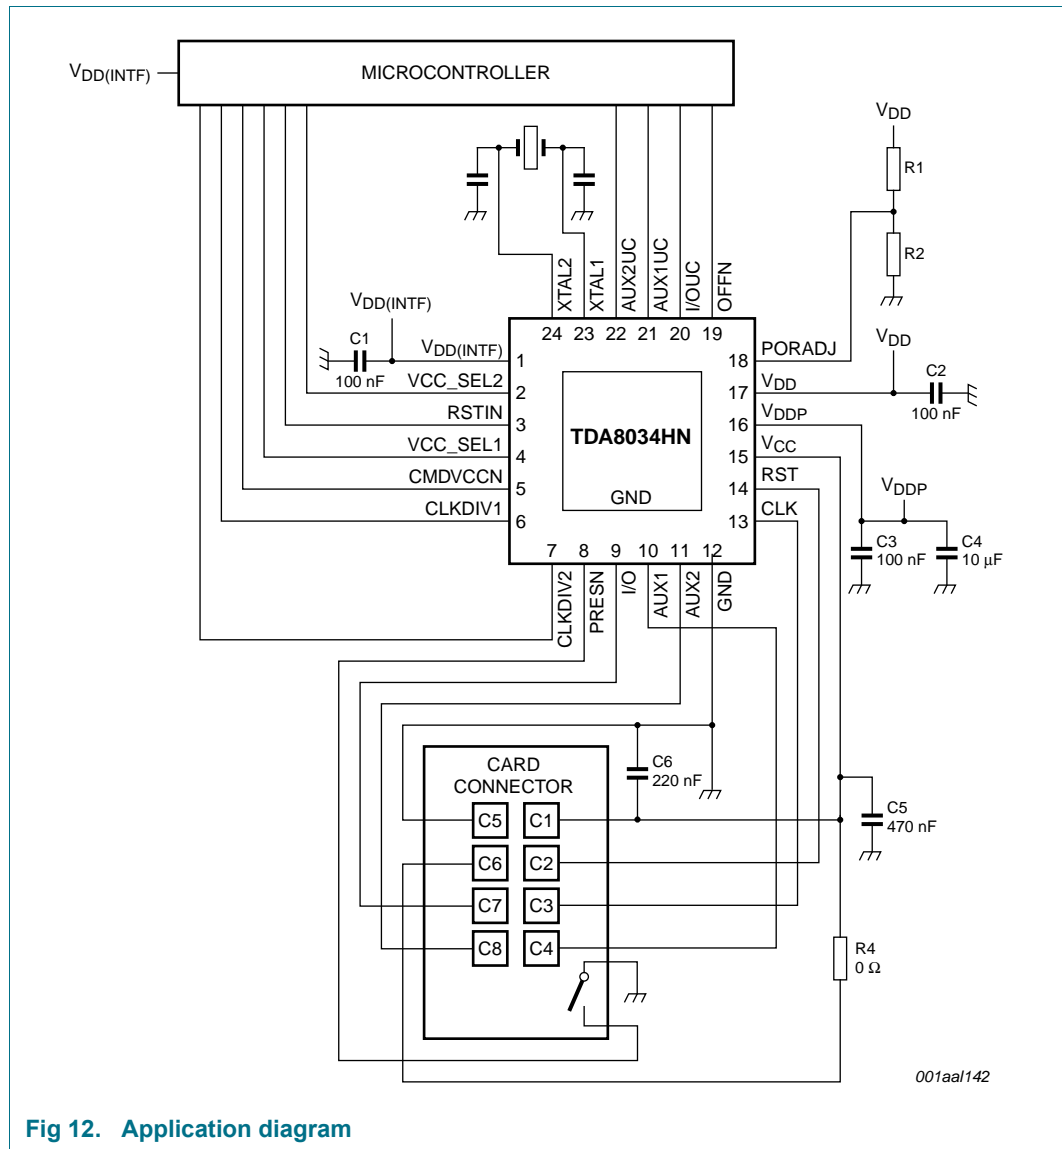 MICROCONTROLLER
VDD(INTF)
VDD
R1
R2
XTAL2
XTAL1
AUX2UC
AUX1UC
I/OUC
OFFN
VDD(INTF)
C1
100 nF
VDD(INTF)
VCC_SEL2
RSTIN
VCC_SEL1
CMDVCCN
CLKDIV1
24 23 22 21 20 19
1
2
3
4
5
6
TDA8034HN
GND
18
17
16
15
14
13
7 8 9 10 11 12
PORADJ
VDD
VDDP
VCC
RST
CLK
VDD
C2
100 nF
VDDP
C3
100 nF
C4
10 μF
CLKDIV2
PRESN
I/O
AUX1
AUX2
GND
CARD
CONNECTOR
C5 C1
C6 C2
C7 C3
C8 C4
C6
220 nF
C5
470 nF
R4
0 Ω
001aal142
Fig 12. Application diagram